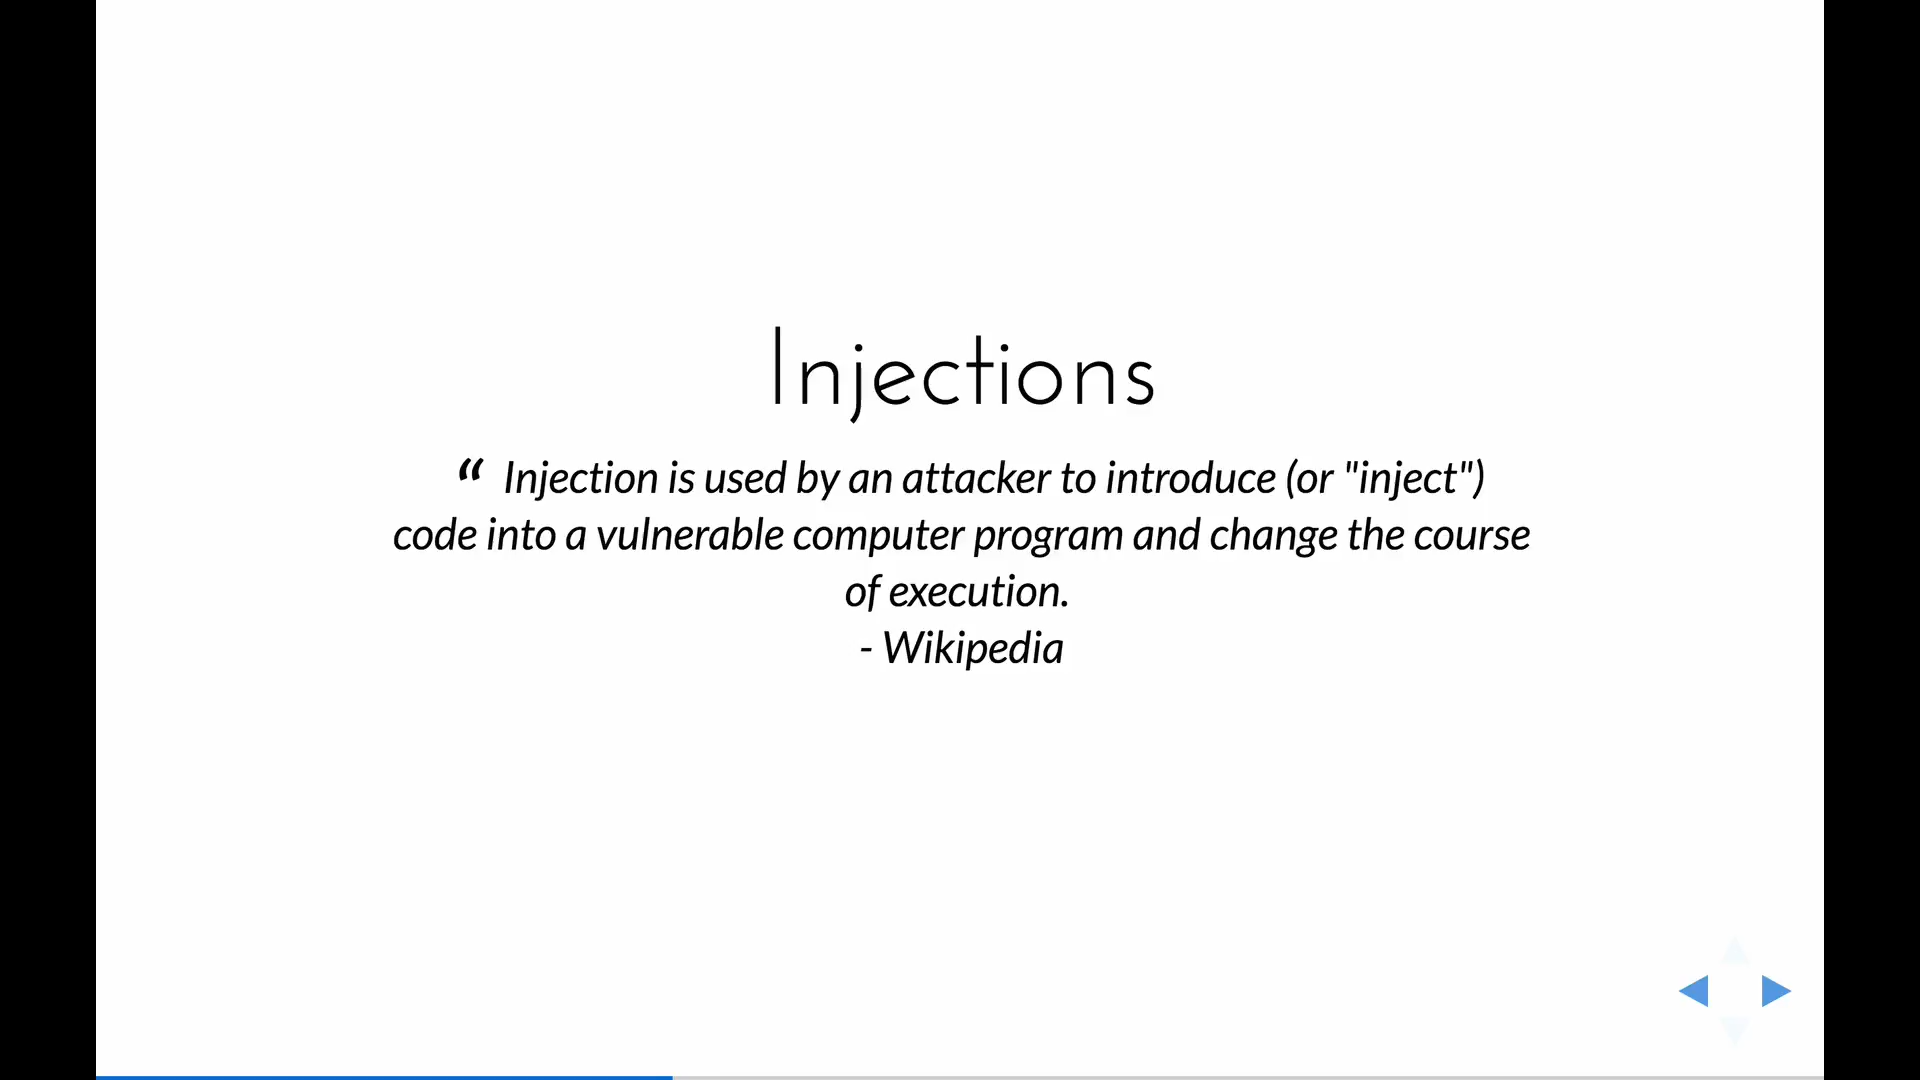 Injections
“ Injection is used by an attacker to introduce (or "inject")
code into a vulnerable computer program and change the course
of execution.
- Wikipedia